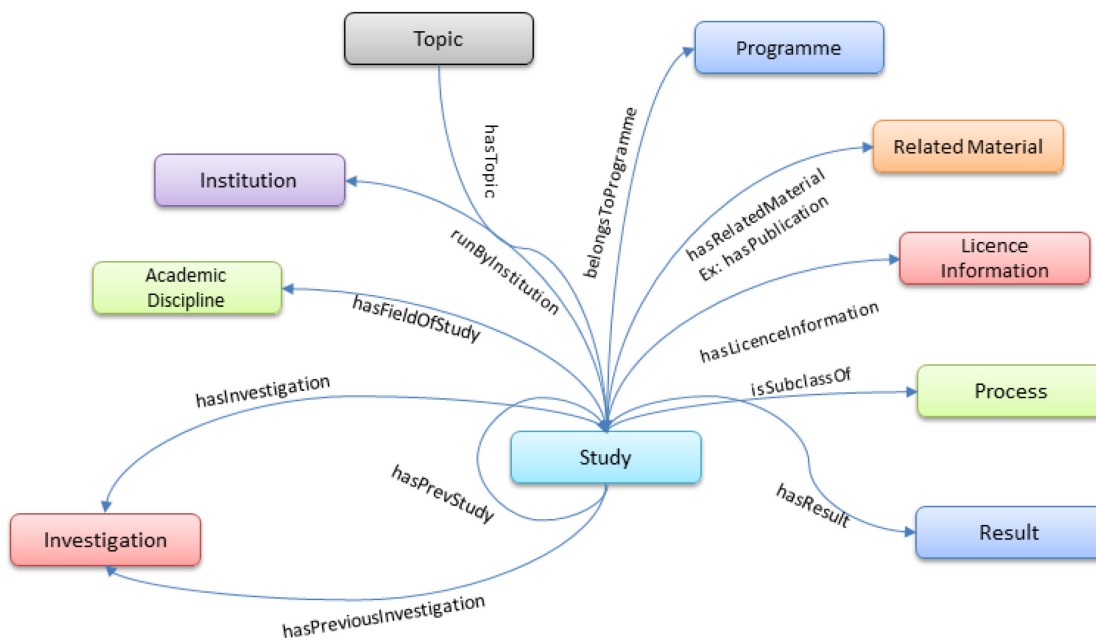 Topic
Programme
hasTopic
belongsToProgramme
Related Material
Institution
hasRelatedMaterial
Ex: hasPublication
runByInstitution
Licence
Information
Academic
Discipline
hasFieldOfStudy
hasLicenceInformation
hasInvestigation
isSubclassOf
Process
Study
hasPrevStudy
hasResult
Investigation
Result
hasPreviousInvestigation